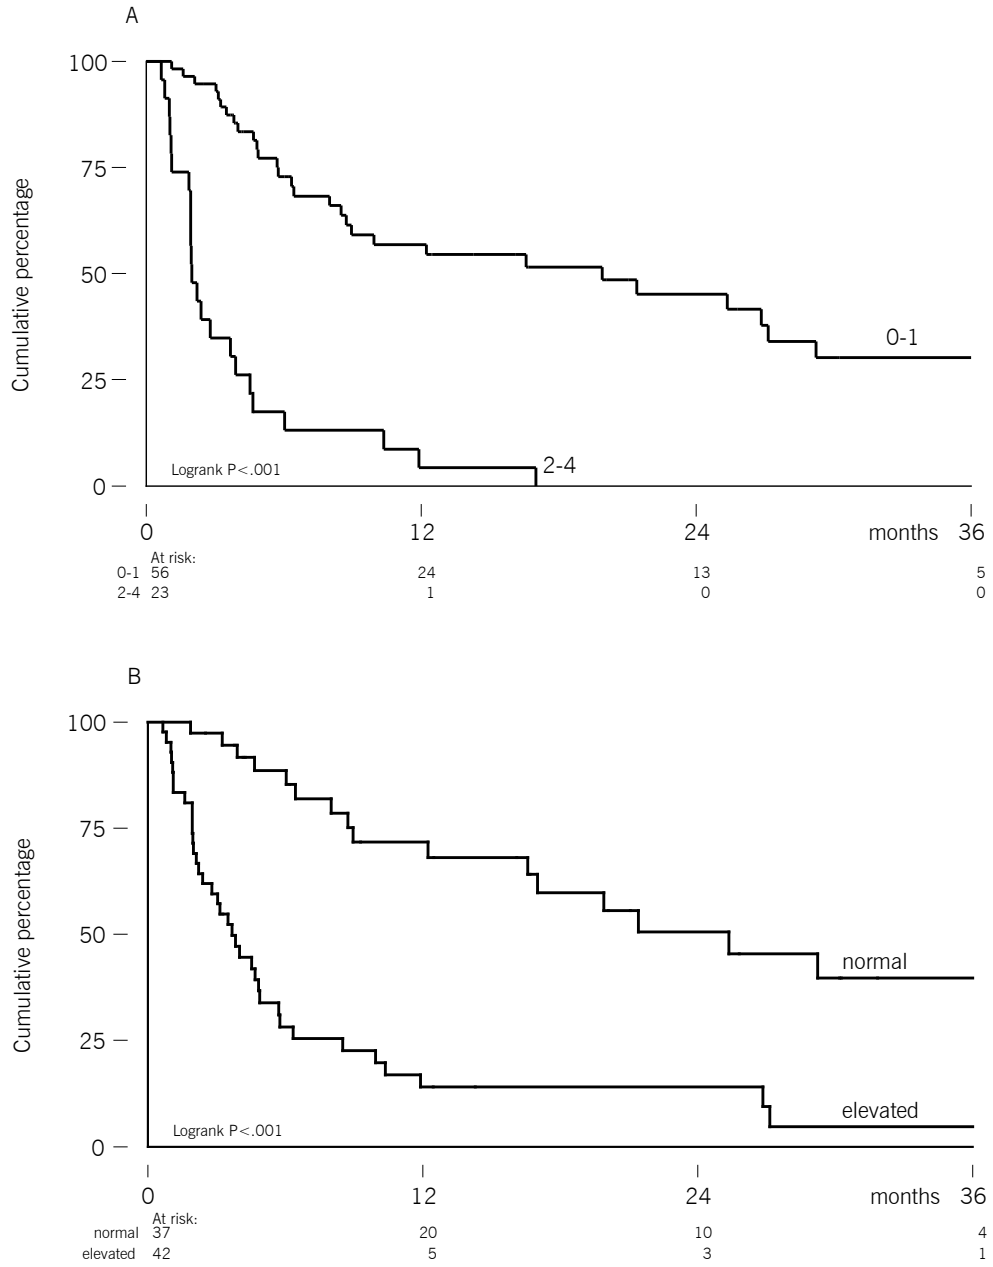 A
100
75
50
25
0
Cumulative percentage
0-1
2-4
Logrank P<.001
0 12 24 months 36
At risk:
0-1 56 24 13 5
2-4 23 1 0 0
B
100
75
50
25
0
Cumulative percentage
normal
elevated
Logrank P<.001
0 12 24 months 36
At risk:
normal 37 20 10 4
elevated 42 5 3 1